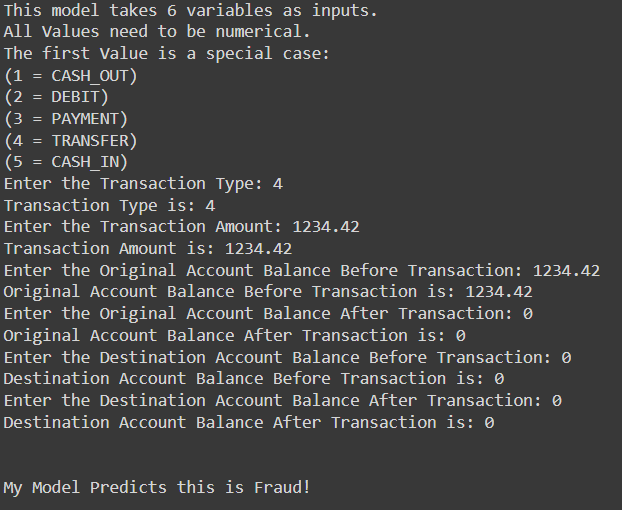 This model takes 6 variables as inputs.
All Values need to be numerical.
The first Value is a special case:
(1 = CASH_OUT)
(2 = DEBIT)
(3 = PAYMENT)
(4 = TRANSFER)
(5 = CASH_IN)
Enter the Transaction Type: 4
Transaction Type is: 4
Enter the Transaction Amount: 1234.42
Transaction Amount is: 1234.42
Enter the Original Account Balance Before Transaction: 1234.42
Original Account Balance Before Transaction is: 1234.42
Enter the Original Account Balance After Transaction: 0
Original Account Balance After Transaction is: 0
Enter the Destination Account Balance Before Transaction: 0
Destination Account Balance Before Transaction is: 0
Enter the Destination Account Balance After Transaction: 0
Destination Account Balance After Transaction is: 0
My Model Predicts this is Fraud!